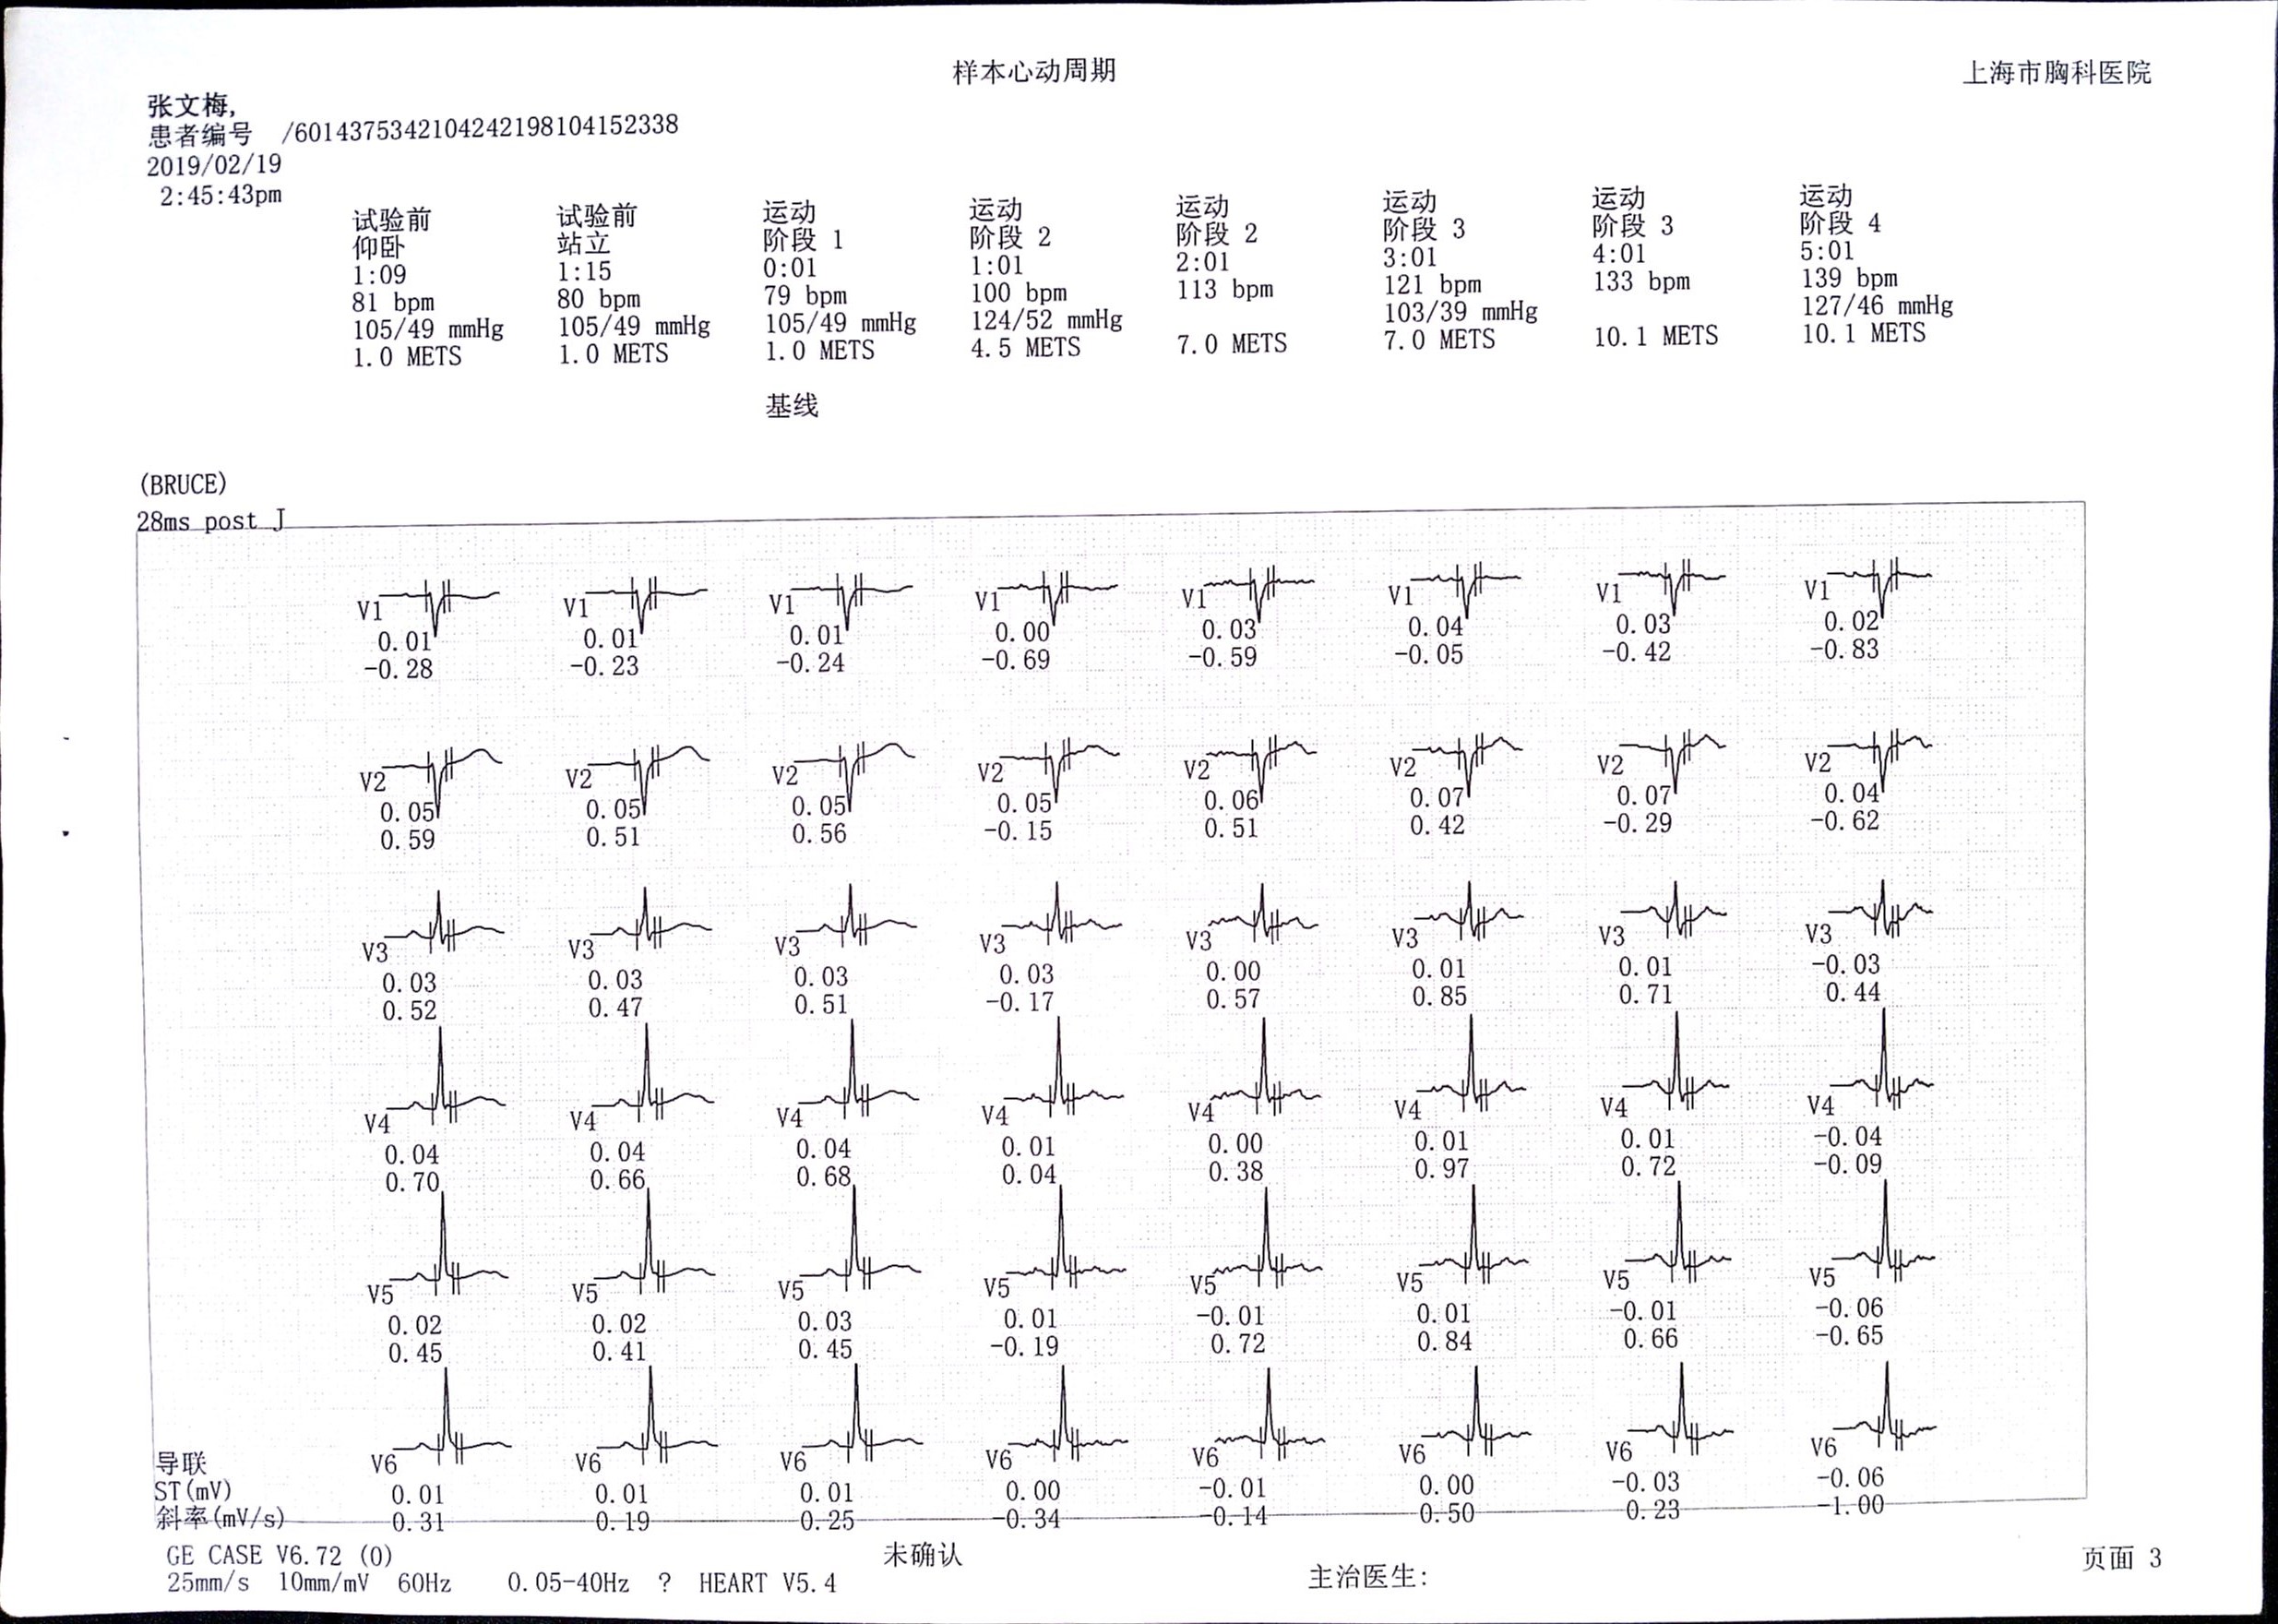 样本心动周期
上海市胸科医院
张文梅,
患者编号 /6014375342104242198104152338
2019/02/19
2:45:43pm
试验前 试验前 运动 运动 运动 运动 运动 运动
仰卧 站立 阶段 1 阶段 2 阶段 2 阶段 3 阶段 3 阶段 4
1:09 1:15 0:01 1:01 2:01 3:01 4:01 5:01
81 bpm 80 bpm 79 bpm 100 bpm 113 bpm 121 bpm 133 bpm 139 bpm
105/49 mmHg 105/49 mmHg 105/49 mmHg 124/52 mmHg 103/39 mmHg 127/46 mmHg
1.0 METS 1.0 METS 1.0 METS 4.5 METS 7.0 METS 7.0 METS 10.1 METS 10.1 METS
基线
(BRUCE)
28ms post J
V1 V1 V1 V1 V1 V1 V1 V1
0.01 0.01 0.01 0.00 0.03 0.04 0.03 0.02
-0.28 -0.23 -0.24 -0.69 -0.59 -0.05 -0.42 -0.83
V2 V2 V2 V2 V2 V2 V2 V2
0.05 0.05 0.05 0.05 0.06 0.07 0.07 0.04
0.59 0.51 0.56 -0.15 0.51 0.42 -0.29 -0.62
V3 V3 V3 V3 V3 V3 V3 V3
0.03 0.03 0.03 0.03 0.00 0.01 0.01 -0.03
0.52 0.47 0.51 -0.17 0.57 0.85 0.71 0.44
V4 V4 V4 V4 V4 V4 V4 V4
0.04 0.04 0.04 0.01 0.00 0.01 0.01 -0.04
0.70 0.66 0.68 0.04 0.38 0.97 0.72 -0.09
V5 V5 V5 V5 V5 V5 V5 V5
0.02 0.02 0.03 0.01 -0.01 0.01 -0.01 -0.06
0.45 0.41 0.45 -0.19 0.72 0.84 0.66 -0.65
导联 V6 V6 V6 V6 V6 V6 V6 V6
ST(mV) 0.01 0.01 0.01 0.00 -0.01 0.00 -0.03 -0.06
斜率(mV/s) 0.31 0.19 0.25 -0.34 -0.14 0.50 0.23 -1.00
GE CASE V6.72 (0) 未确认 页面 3
25mm/s 10mm/mV 60Hz 0.05-40Hz ? HEART V5.4 主治医生: